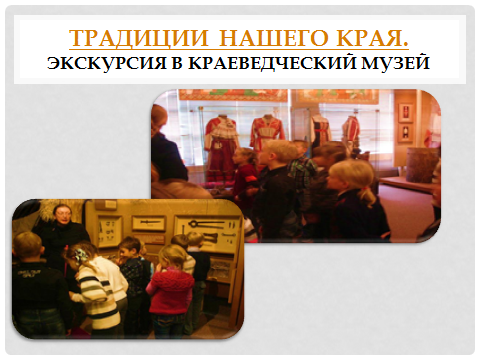 ТРАДИЦИИ НАШЕГО КРАЯ.
ЭКСКУРСИЯ В КРАЕВЕДЧЕСКИЙ МУЗЕЙ